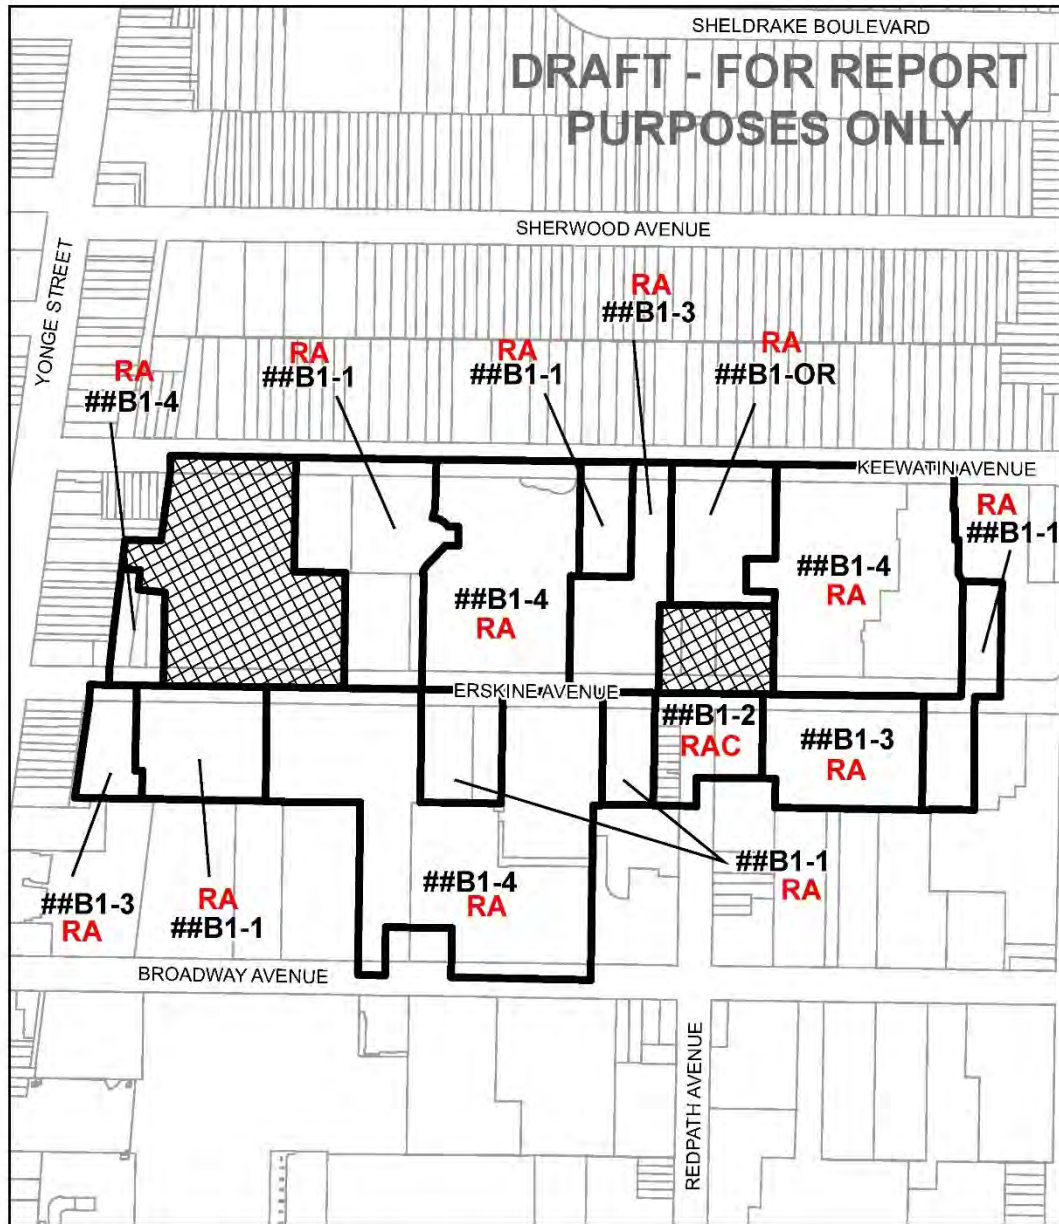 SHELDRAKE BOULEVARD
DRAFT - FOR REPORT
PURPOSES ONLY
SHERWOOD AVENUE
YONGE STREET
RA
##B1-3
RA
##B1-4
RA
##B1-1
RA
##B1-1
RA
##B1-OR
KEEWATIN AVENUE
RA
##B1-1
##B1-4
RA
##B1-4
RA
ERSKINE AVENUE
##B1-2
RAC
##B1-3
RA
##B1-1
RA
##B1-4
RA
##B1-3
RA
RA
##B1-1
BROADWAY AVENUE
REDPATH AVENUE